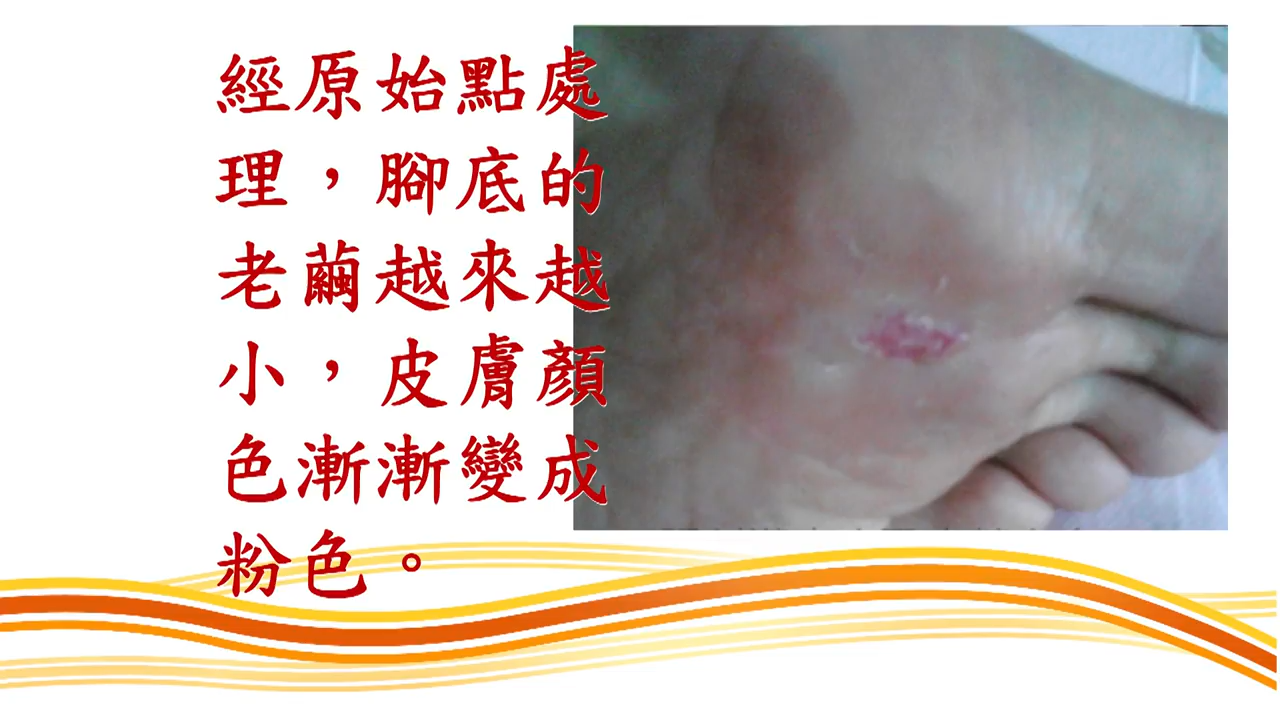 經原始點處
理，腳底的
老繭越來越
小，皮膚顏
色漸漸變成
粉色。